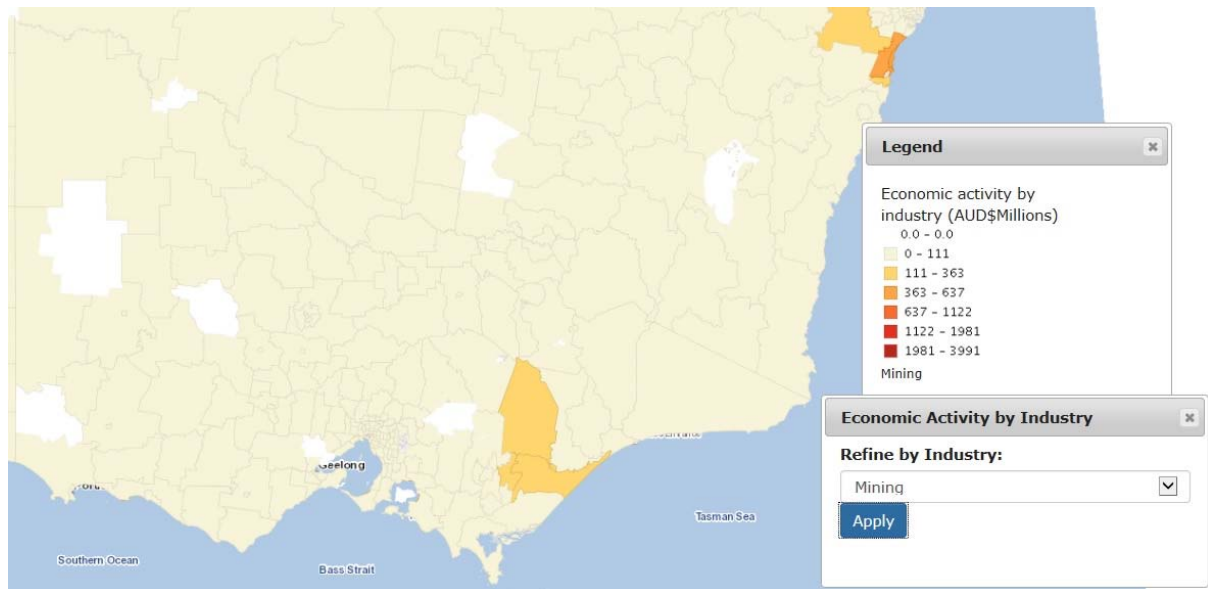 Legend
Economic activity by
industry (AUD$Millions)
0.0 - 0.0
0 - 111
111 - 363
363 - 637
637 - 1122
1122 - 1981
1981 - 3991
Mining
Economic Activity by Industry
Refine by Industry:
Mining
Apply
Geelong
Tasman Sea
Southern Ocean
Bass Strait